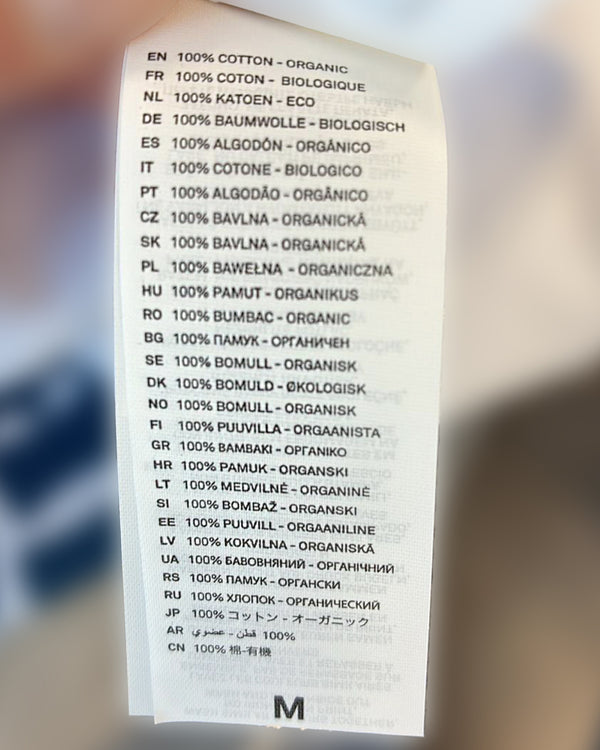 EN 100% COTTON - ORGANIC
FR 100% COTON - BIOLOGIQUE
NL 100% KATOEN - ECO
DE 100% BAUMWOLLE - BIOLOGISCH
ES 100% ALGODÓN - ORGÁNICO
IT 100% COTONE - BIOLOGICO
PT 100% ALGODÃO - ORGÂNICO
CZ 100% BAVLNA - ORGANICKÁ
SK 100% BAVLNA - ORGANICKÁ
PL 100% BAWEŁNA - ORGANICZNA
HU 100% PAMUT - ORGANIKUS
RO 100% BUMBAC - ORGANIC
BG 100% ПАМУК - ОРГАНИЧЕН
SE 100% BOMULL - ORGANISK
DK 100% BOMULD - ØKOLOGISK
NO 100% BOMULL - ORGANISK
FI 100% PUUVILLA - ORGAANISTA
GR 100% ΒΑΜΒΑΚΙ - ΟΡΓΑΝΙΚΟ
HR 100% PAMUK - ORGANSKI
LT 100% MEDVILNĖ - ORGANINĖ
SI 100% BOMBAŽ - ORGANSKI
EE 100% PUUVILL - ORGAANILINE
LV 100% KOKVILNA - ORGANISKĀ
UA 100% БАВОВНЯНИЙ - ОРГАНІЧНИЙ
RS 100% ПАМУК - ОРГАНСКИ
RU 100% ХЛОПОК - ОРГАНИЧЕСКИЙ
JP 100% コットン - オーガニック
AR 100% قطن - عضوي
CN 100% 棉-有機
M